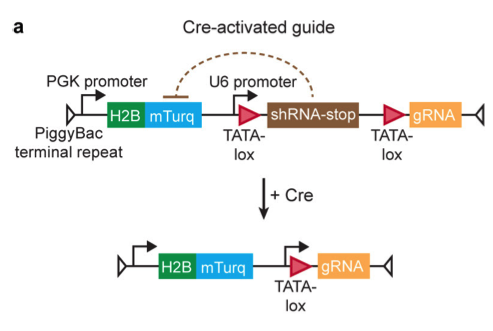 a
Cre-activated guide
PGK promoter
U6 promoter
H2B
mTurq
shRNA-stop
gRNA
PiggyBac
terminal repeat
TATA-
lox
TATA-
lox
+ Cre
H2B
mTurq
gRNA
TATA-
lox